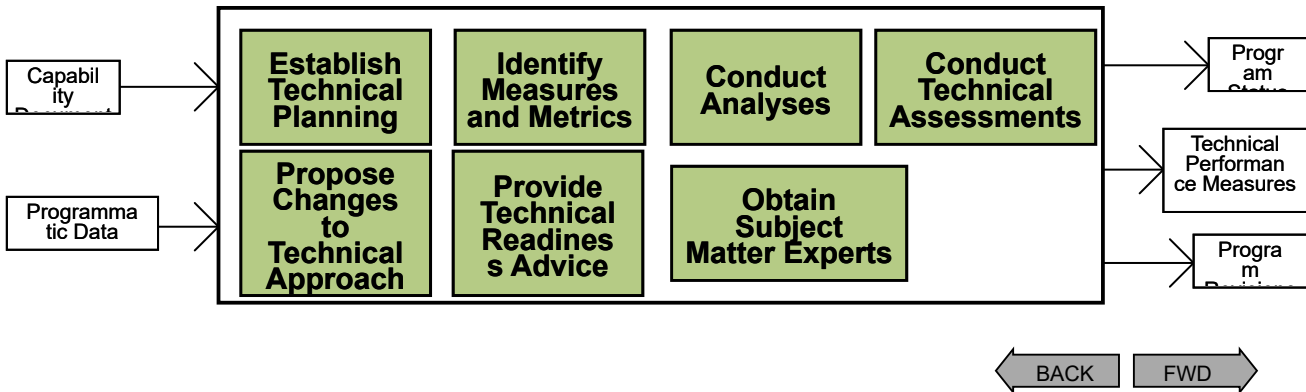 Capabil
ity
Programma
tic Data
Establish
Technical
Planning
Identify
Measures
and Metrics
Conduct
Analyses
Conduct
Technical
Assessments
Propose
Changes
to
Technical
Approach
Provide
Technical
Readines
s Advice
Obtain
Subject
Matter Experts
Progr
am
Status
Technical
Performan
ce Measures
Progra
m
BACK
FWD